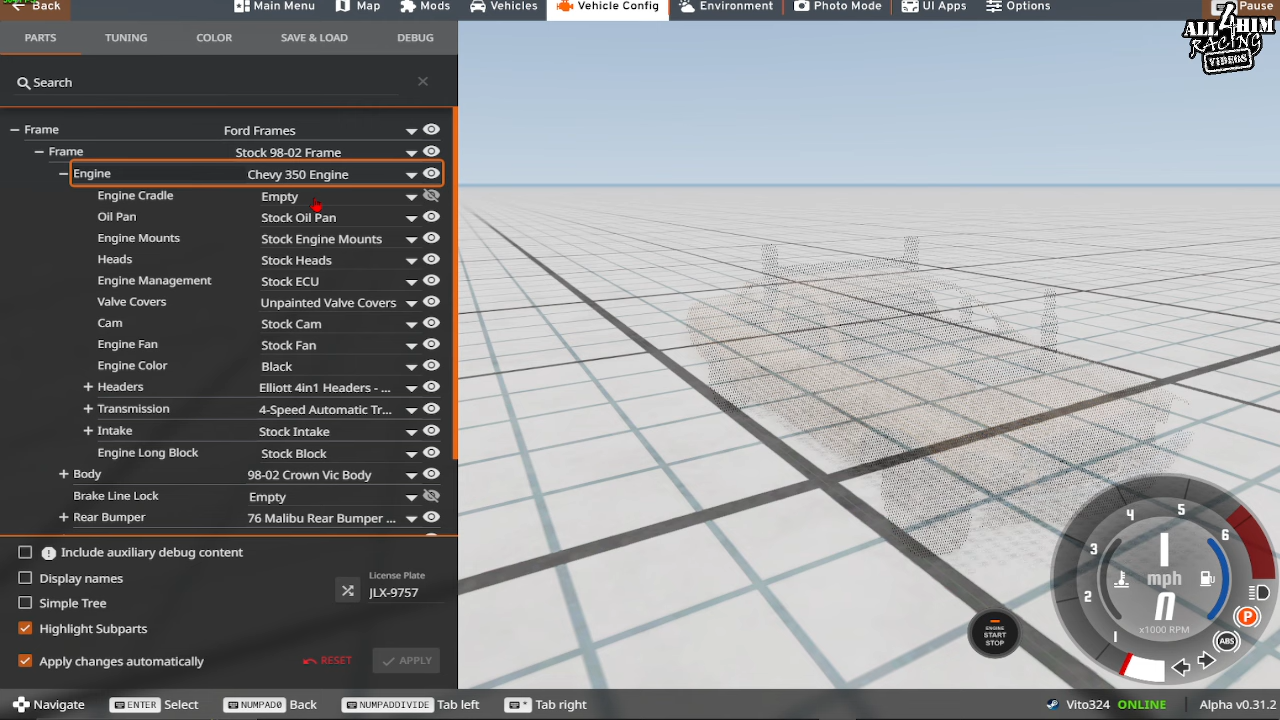 Back
Main Menu
Map
Mods
Vehicles
Vehicle Config
Environment
Photo Mode
UI Apps
Options
Pause
ALL 4 HIM
RACING
VIDEOS
PARTS
TUNING
COLOR
SAVE & LOAD
DEBUG
Search
Frame Ford Frames
Frame Stock 98-02 Frame
Engine Chevy 350 Engine
Engine Cradle Empty
Oil Pan Stock Oil Pan
Engine Mounts Stock Engine Mounts
Heads Stock Heads
Engine Management Stock ECU
Valve Covers Unpainted Valve Covers
Cam Stock Cam
Engine Fan Stock Fan
Engine Color Black
Headers Elliott 4in1 Headers - ...
Transmission 4-Speed Automatic Tr...
Intake Stock Intake
Engine Long Block Stock Block
Body 98-02 Crown Vic Body
Brake Line Lock Empty
Rear Bumper 76 Malibu Rear Bumper ...
Include auxiliary debug content
Display names
Simple Tree
Highlight Subparts
Apply changes automatically
License Plate
JLX-9757
RESET
APPLY
ENGINE
START
STOP
1
2
3
4
5
6
mph
0
x1000 RPM
P
ABS
Navigate
ENTER Select
NUMPAD0 Back
NUMPADDIVIDE Tab left
* Tab right
Vito324 ONLINE
Alpha v0.31.2